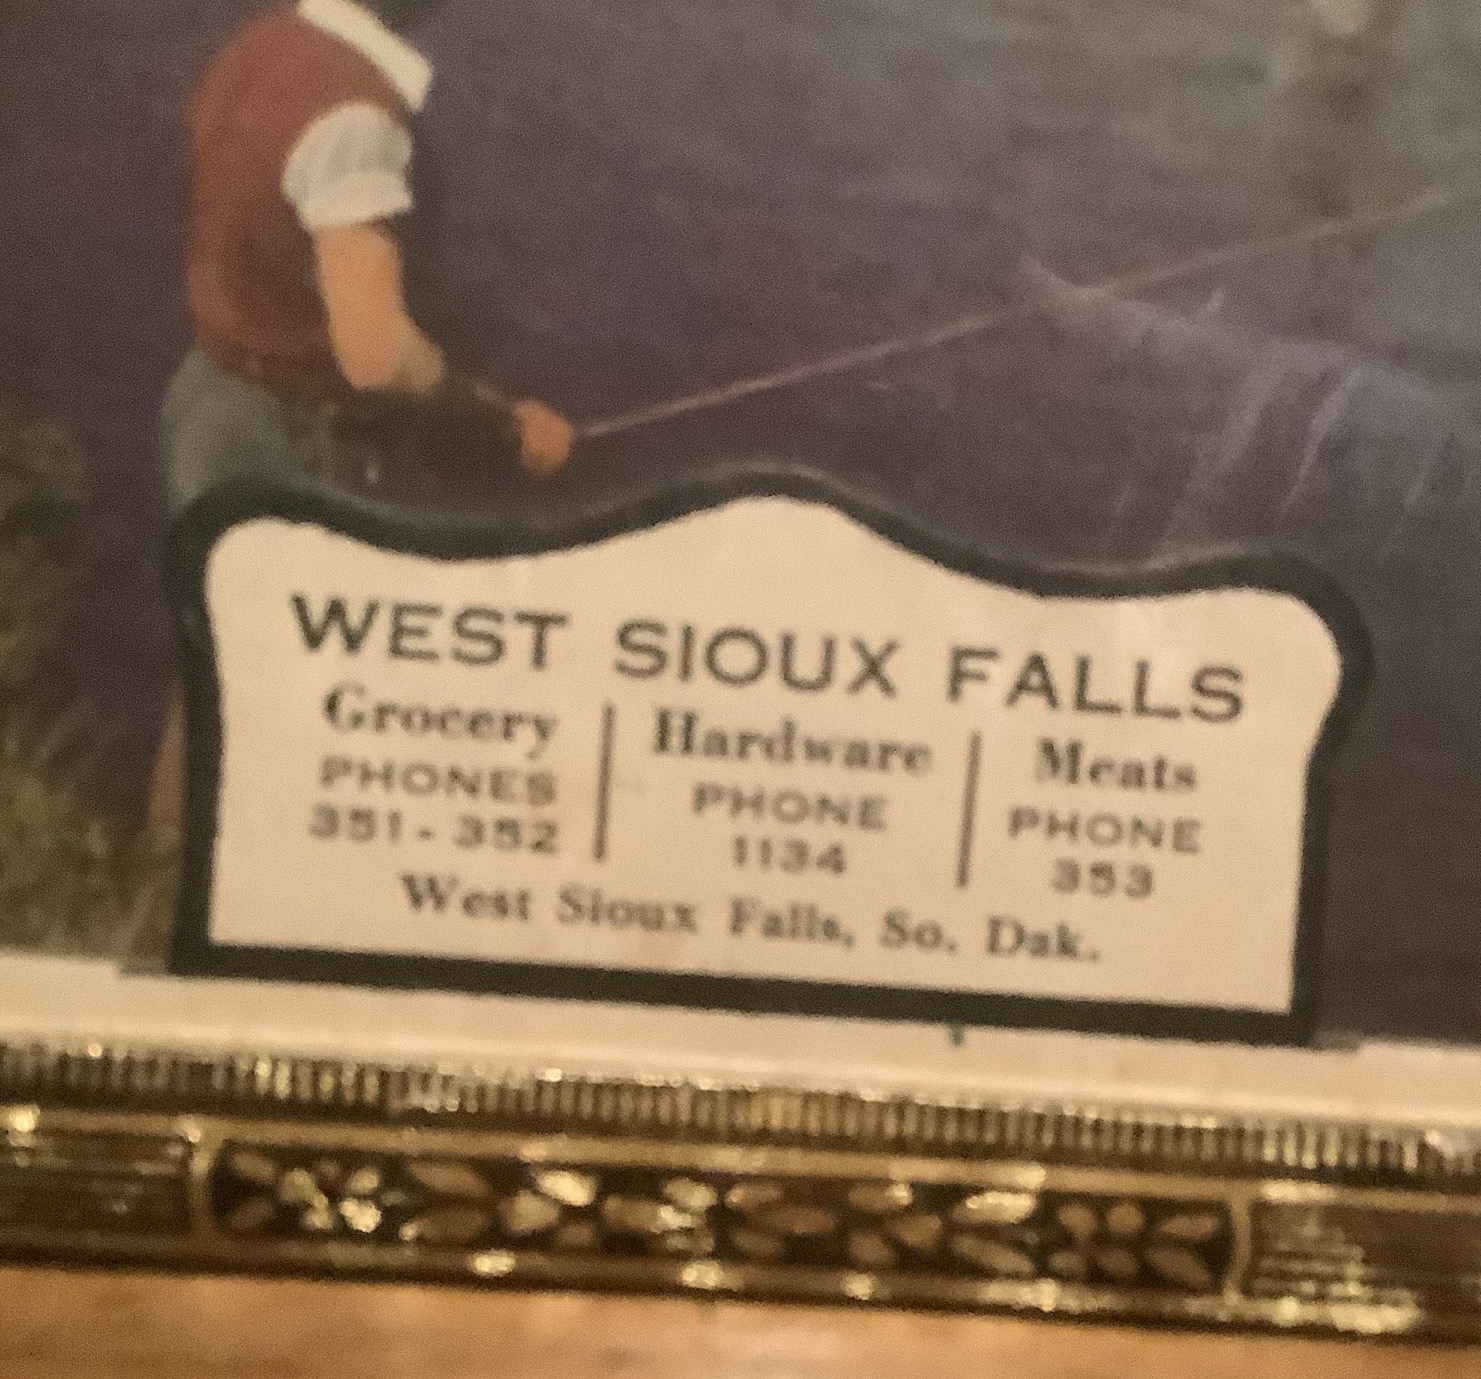 WEST SIOUX FALLS
Grocery
PHONES
351-352
Hardware
PHONE
1134
Meats
PHONE
353
West Sioux Falls, So. Dak.